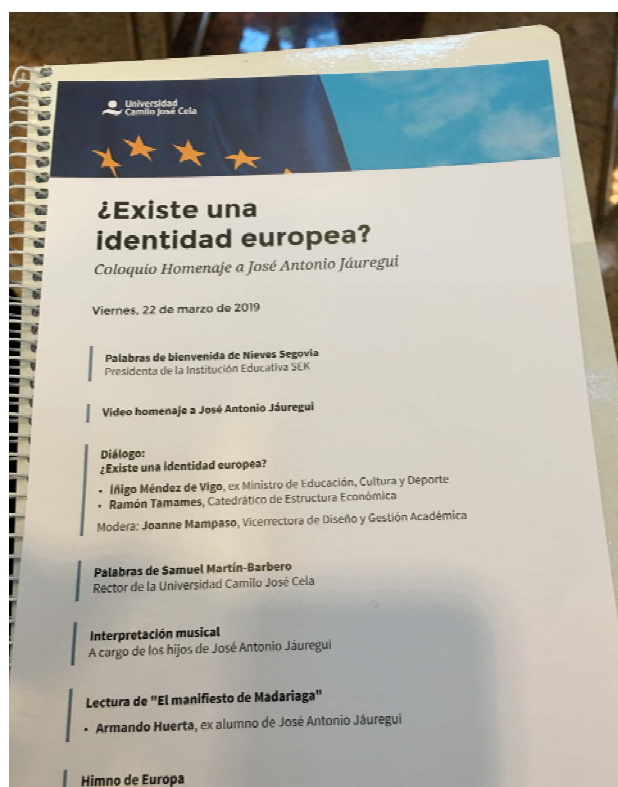 Universidad
Camilo José Cela
¿Existe una
identidad europea?
Coloquio Homenaje a José Antonio Jáuregui
Viernes, 22 de marzo de 2019
Palabras de bienvenida de Nieves Segovia
Presidenta de la Institución Educativa SEK
Vídeo homenaje a José Antonio Jáuregui
Diálogo:
¿Existe una identidad europea?
• Íñigo Méndez de Vigo, ex Ministro de Educación, Cultura y Deporte
• Ramón Tamames, Catedrático de Estructura Económica
Modera: Joanne Mampaso, Vicerrectora de Diseño y Gestión Académica
Palabras de Samuel Martín-Barbero
Rector de la Universidad Camilo José Cela
Interpretación musical
A cargo de los hijos de José Antonio Jáuregui
Lectura de "El manifiesto de Madariaga"
• Armando Huerta, ex alumno de José Antonio Jáuregui
Himno de Europa